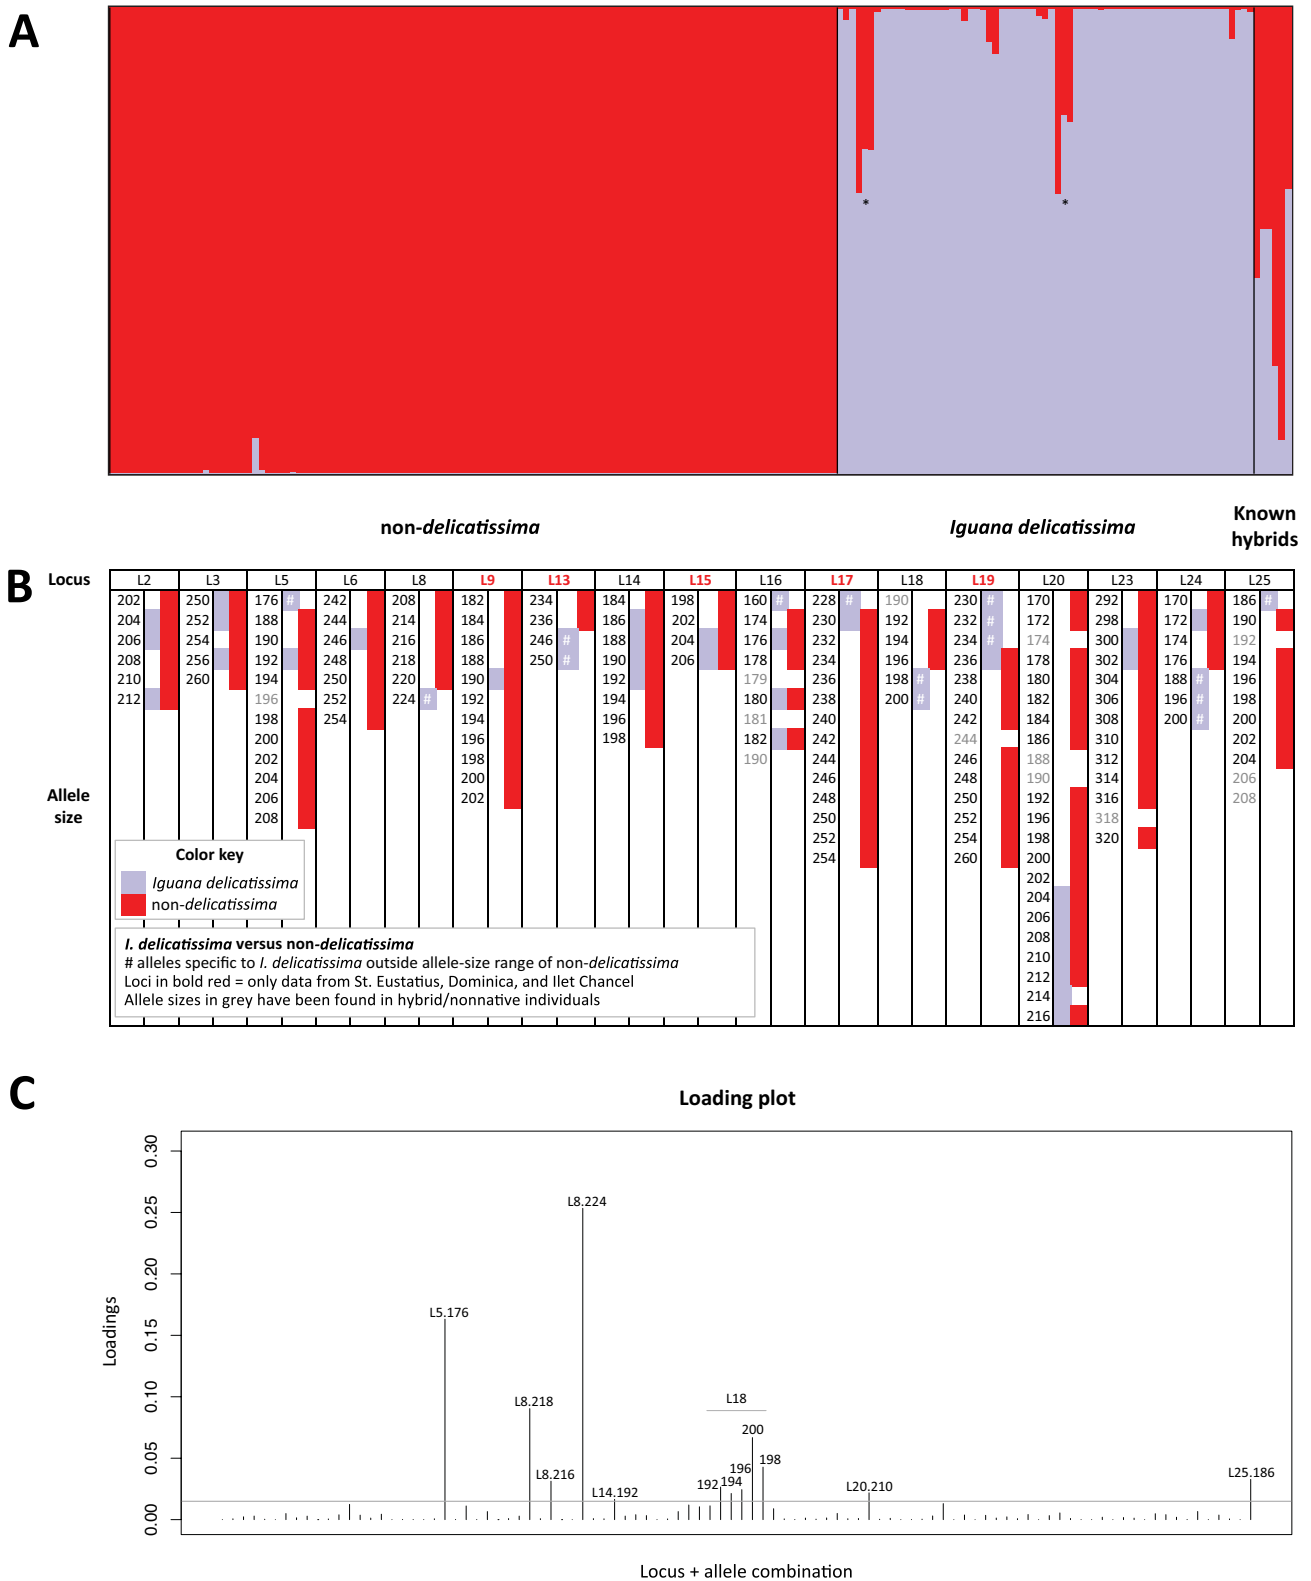 A
* *
non-delicatissima Iguana delicatissima Known hybrids
B
Locus L2 L3 L5 L6 L8 L9 L13 L14 L15 L16 L17 L18 L19 L20 L23 L24 L25
202 250 176 # 242 208 182 234 184 198 160 # 228 # 190 230 # 170 292 170 186 #
204 252 188 244 214 184 236 186 202 174 230 192 232 # 172 298 172 190
206 254 190 246 216 186 246 # 188 204 176 232 194 234 # 174 300 174 192
208 256 192 248 218 188 250 # 190 206 178 234 196 236 178 302 176 194
210 260 194 250 220 190 192 179 236 198 # 238 180 304 188 # 196
212 196 252 224 # 192 194 180 238 200 # 240 182 306 196 # 198
198 254 194 196 181 240 242 184 308 200 # 200
200 196 198 182 242 244 186 310 202
202 198 190 244 246 188 312 204
204 200 246 248 190 314 206
206 202 248 250 192 316 208
208 250 252 196 318
252 254 198 320
254 260 200
202
204
206
208
210
212
214
216
Allele
size
Color key
Iguana delicatissima
non-delicatissima
I. delicatissima versus non-delicatissima
# alleles specific to I. delicatissima outside allele-size range of non-delicatissima
Loci in bold red = only data from St. Eustatius, Dominica, and Ilet Chancel
Allele sizes in grey have been found in hybrid/nonnative individuals
C
Loading plot
Loadings
0.30
0.25
0.20
0.15
0.10
0.05
0.00
L5.176
L8.218
L8.216
L8.224
L14.192
L18
192
194
196
200
198
L20.210
L25.186
Locus + allele combination